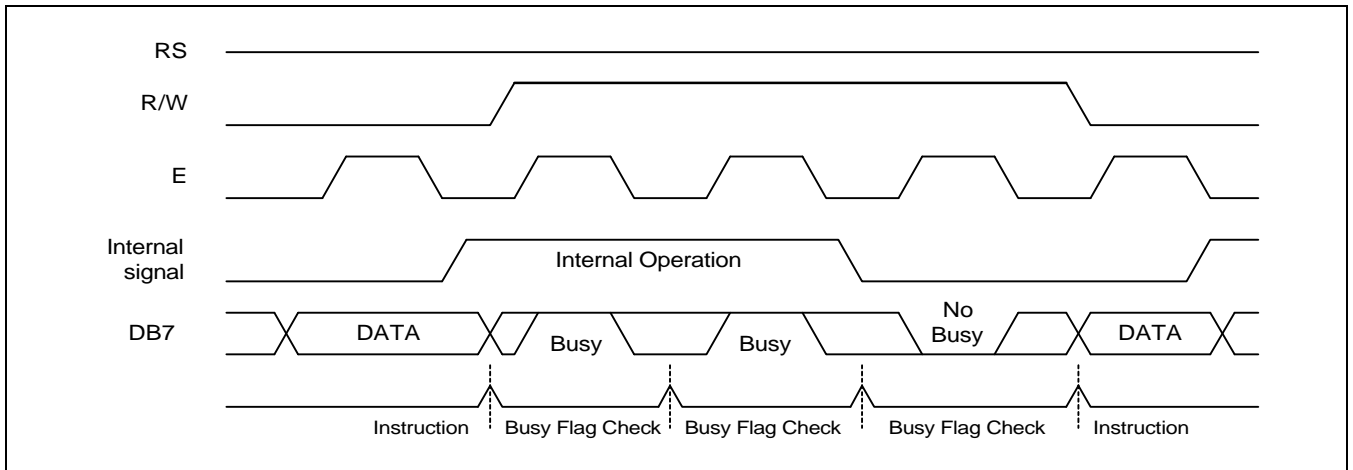 RS
R/W
E
Internal
signal
Internal Operation
DB7
DATA
Busy
Busy
No
Busy
DATA
Instruction
Busy Flag Check
Busy Flag Check
Busy Flag Check
Instruction